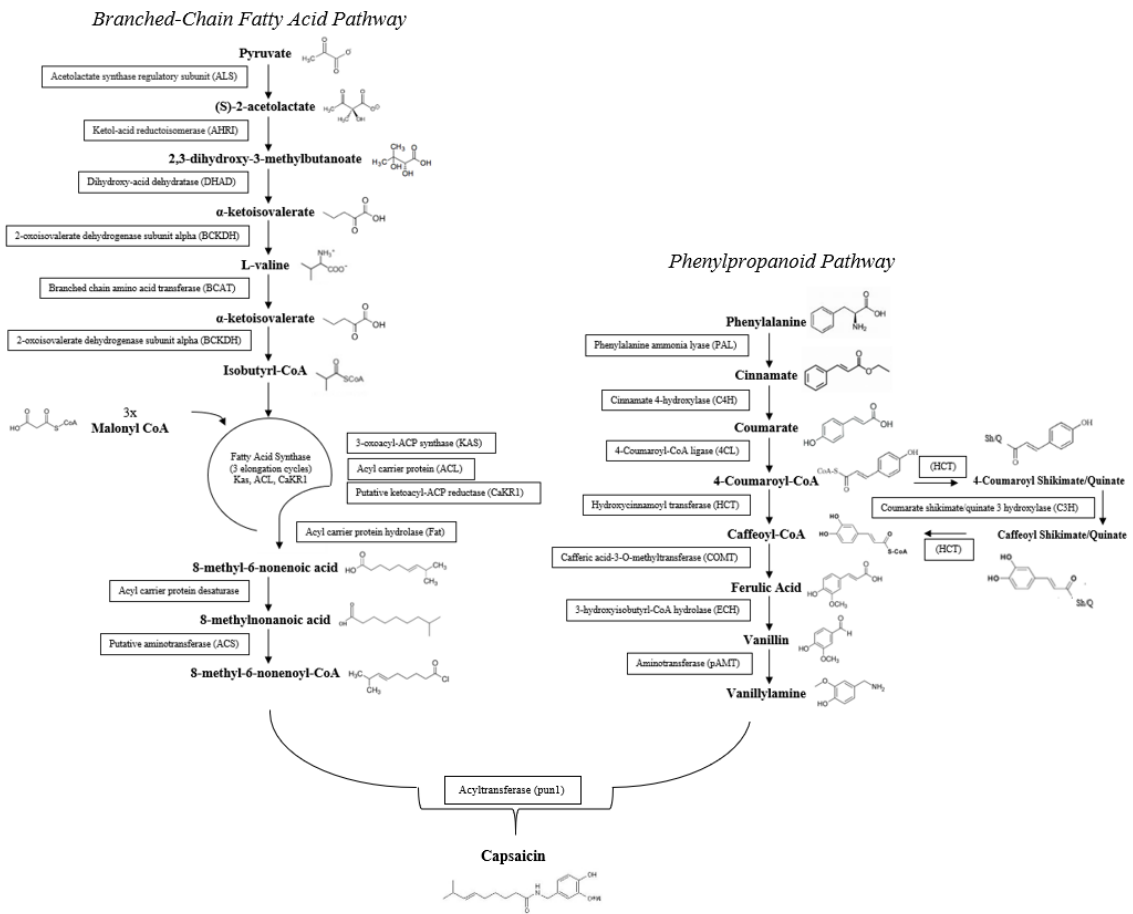 Branched-Chain Fatty Acid Pathway
Pyruvate
Acetolactate synthase regulatory subunit (ALS)
(S)-2-acetolactate
Ketol-acid reductoisomerase (AHRI)
2,3-dihydroxy-3-methylbutanoate
Dihydroxy-acid dehydratase (DHAD)
α-ketoisovalerate
2-oxoisovalerate dehydrogenase subunit alpha (BCKDH)
L-valine
Branched chain amino acid transferase (BCAT)
α-ketoisovalerate
2-oxoisovalerate dehydrogenase subunit alpha (BCKDH)
Isobutyrl-CoA
3x
Malonyl CoA
Fatty Acid Synthase
(3 elongation cycles)
Kas, ACL, CaKR1
3-oxoacyl-ACP synthase (KAS)
Acyl carrier protein (ACL)
Putative ketoacyl-ACP reductase (CaKR1)
Acyl carrier protein hydrolase (Fat)
8-methyl-6-nonenoic acid
Acyl carrier protein desaturase
8-methylnonanoic acid
Putative aminotransferase (ACS)
8-methyl-6-nonenoyl-CoA
Phenylpropanoid Pathway
Phenylalanine
Phenylalanine ammonia lyase (PAL)
Cinnamate
Cinnamate 4-hydroxylase (C4H)
Coumarate
4-Coumaroyl-CoA ligase (4CL)
4-Coumaroyl-CoA
(HCT)
4-Coumaroyl Shikimate/Quinate
Hydroxycinnamoyl transferase (HCT)
Coumarate shikimate/quinate 3 hydroxylase (C3H)
Caffeoyl-CoA
(HCT)
Caffeoyl Shikimate/Quinate
Cafferic acid-3-O-methyltransferase (COMT)
Ferulic Acid
3-hydroxyisobutyrl-CoA hydrolase (ECH)
Vanillin
Aminotransferase (pAMT)
Vanillylamine
Acyltransferase (pun1)
Capsaicin